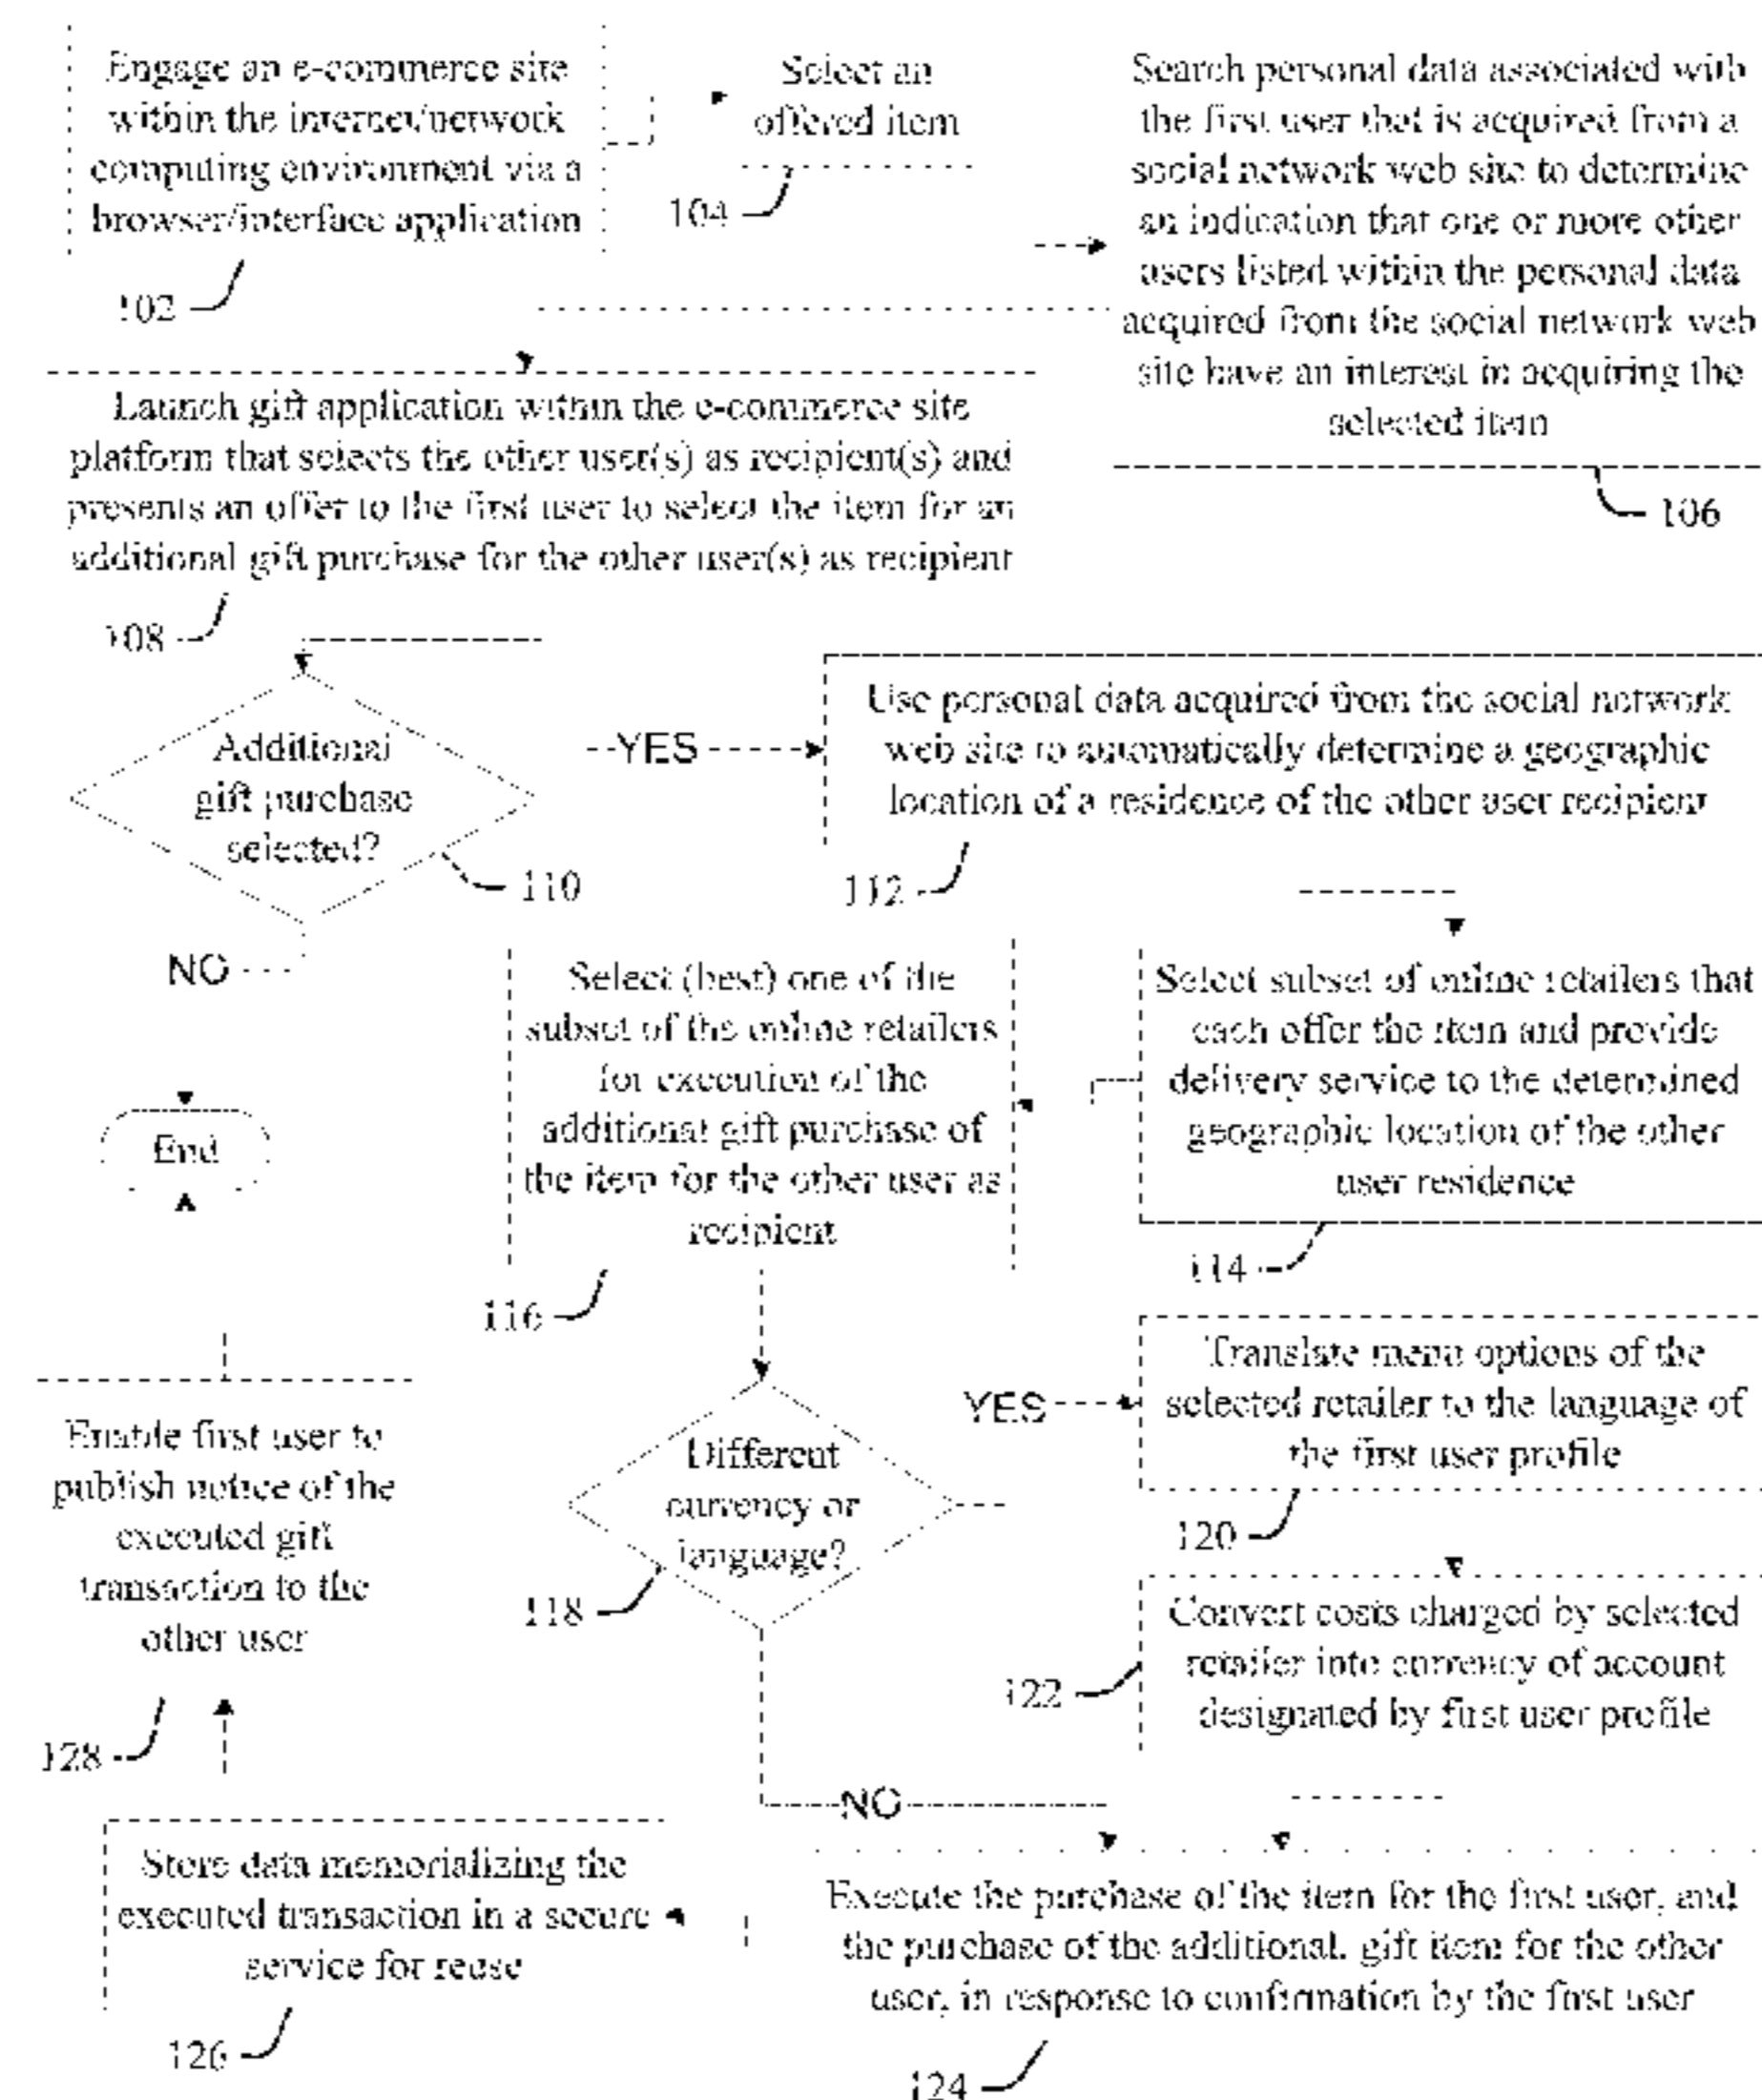 Engage an e-commerce site
within the internet/network
computing environment via a
browser/interface application
102
Select an
offered item
104
Search personal data associated with
the first user that is acquired from a
social network web site to determine
an indication that one or more other
users listed within the personal data
acquired from the social network web
site have an interest in acquiring the
selected item
106
Launch gift application within the e-commerce site
platform that selects the other user(s) as recipient(s) and
presents an offer to the first user to select the item for an
additional gift purchase for the other user(s) as recipient
108
Additional
gift purchase
selected?
110
YES
NO
Use personal data acquired from the social network
web site to automatically determine a geographic
location of a residence of the other user recipient
112
Select subset of online retailers that
each offer the item and provide
delivery service to the determined
geographic location of the other
user residence
114
Select (best) one of the
subset of the online retailers
for execution of the
additional gift purchase of
the item for the other user as
recipient
116
End
Different
currency or
language?
118
YES
NO
Translate menu options of the
selected retailer to the language of
the first user profile
120
Convert costs charged by selected
retailer into currency of account
designated by first user profile
122
Execute the purchase of the item for the first user, and
the purchase of the additional, gift item for the other
user, in response to confirmation by the first user
124
Store data memorializing the
executed transaction in a secure
service for reuse
126
Enable first user to
publish notice of the
executed gift
transaction to the
other user
128